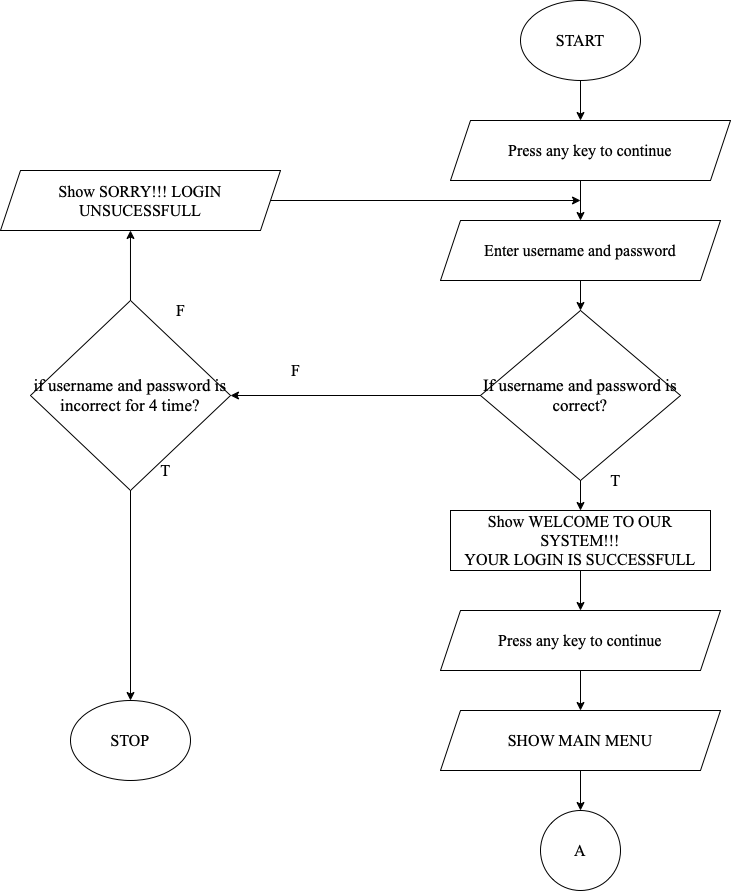 START
Press any key to continue
Show SORRY!!! LOGIN
UNSUCESSFULL
Enter username and password
F
F
if username and password is
incorrect for 4 time?
If username and password is
correct?
T
T
Show WELCOME TO OUR
SYSTEM!!!
YOUR LOGIN IS SUCCESSFULL
Press any key to continue
STOP
SHOW MAIN MENU
A